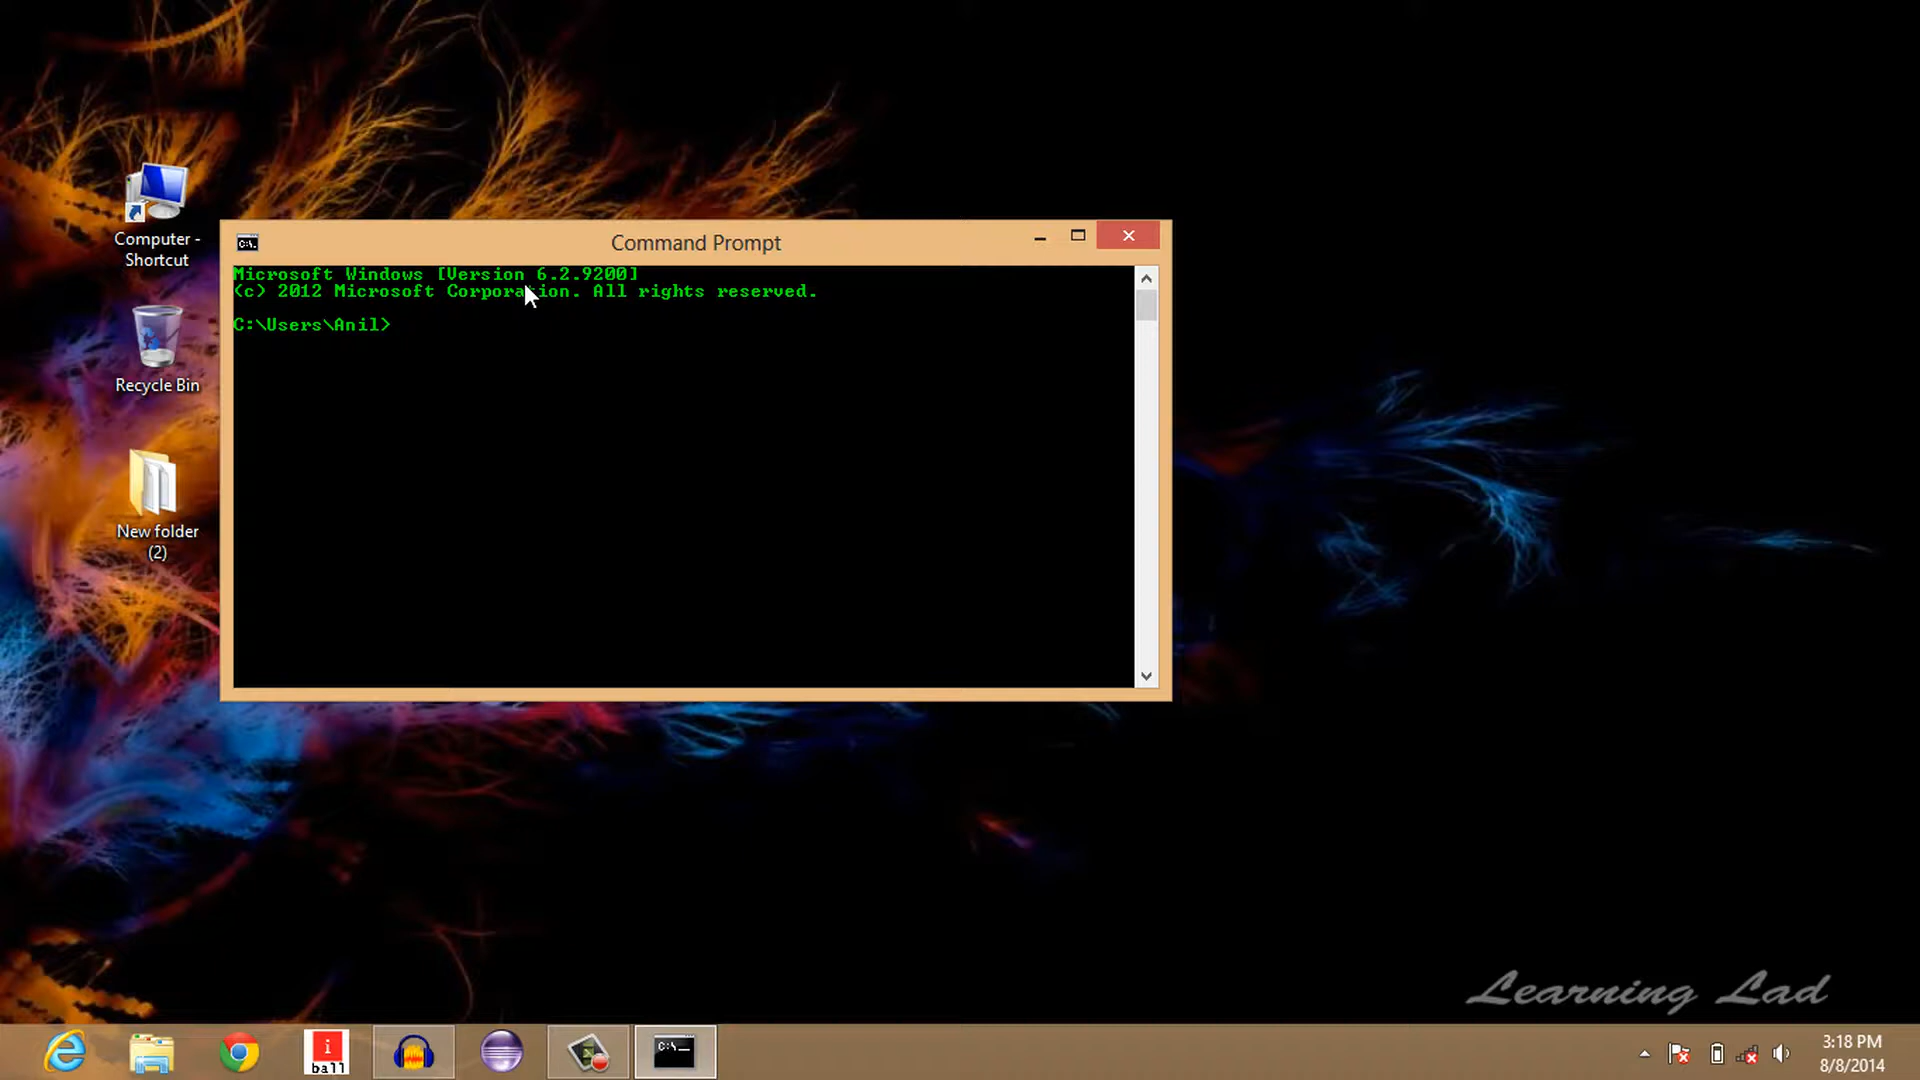 Computer -
Shortcut
Recycle Bin
New folder
(2)
C:\.
Command Prompt
Microsoft Windows [Version 6.2.9200]
(c) 2012 Microsoft Corporation. All rights reserved.
C:\Users\Anil>
Learning Lad
i
ball
C:\_
3:18 PM
8/8/2014